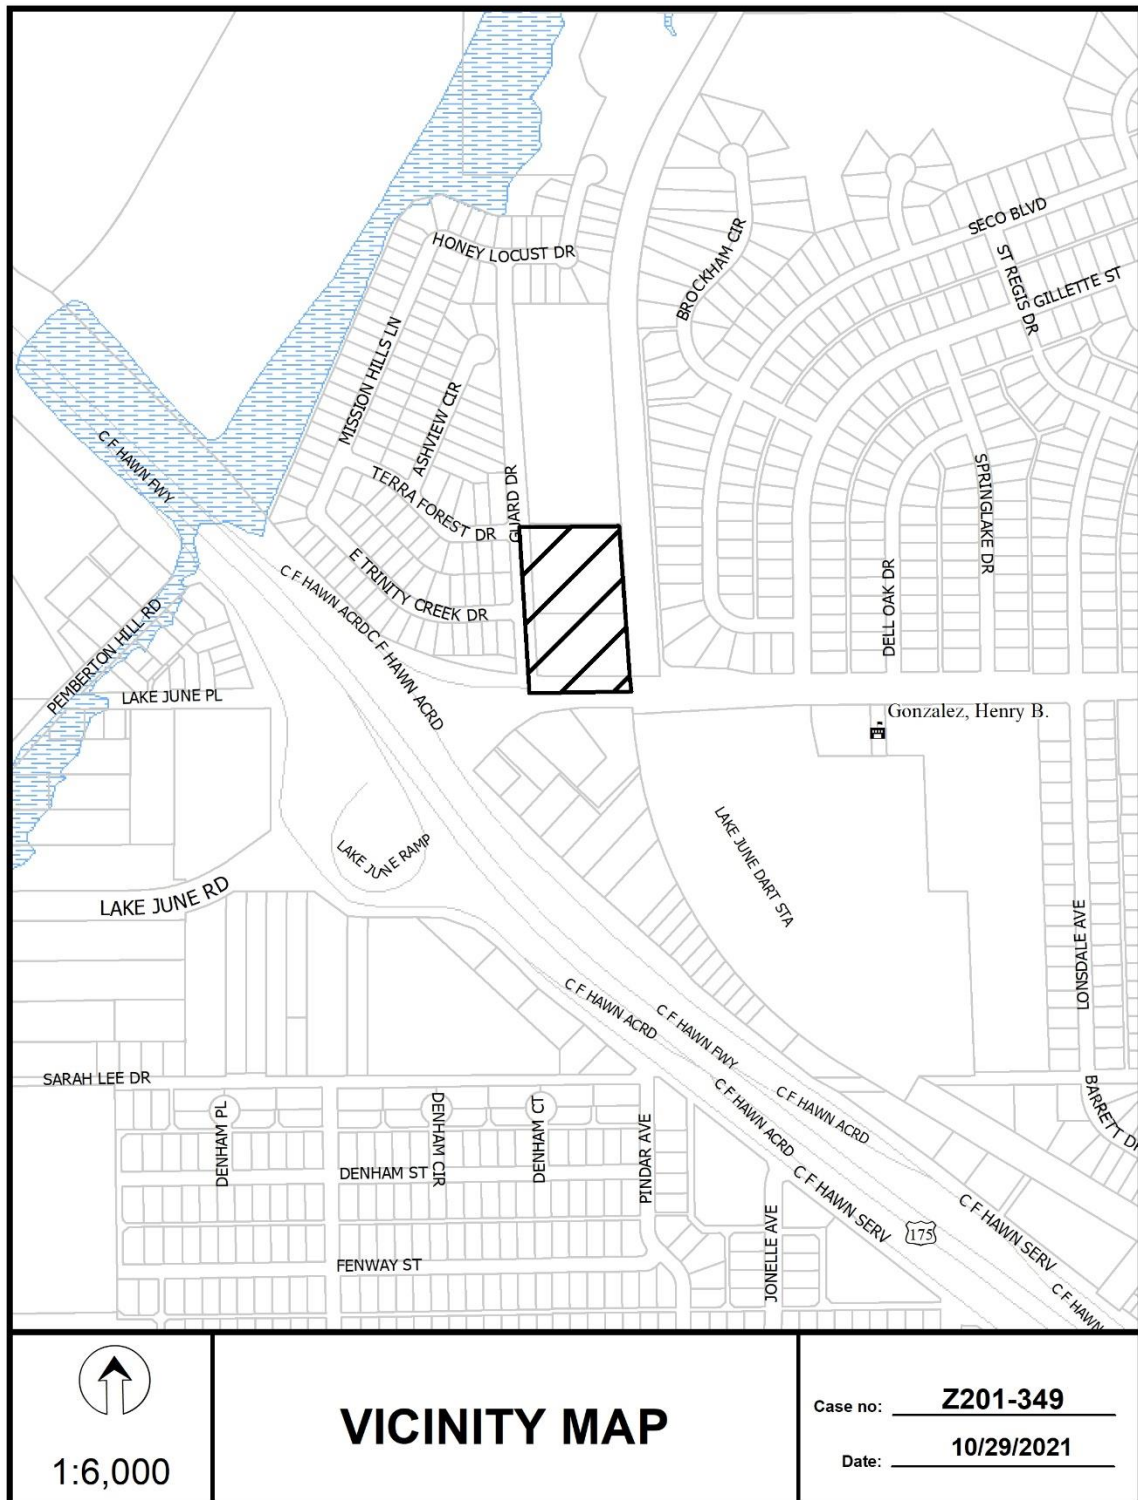 SECO BLVD
HONEY LOCUST DR
BROCKHAM CIR
ST REGIS DR
GILLETTE ST
MISSION HILLS LN
ASHVIEW CIR
C F HAWN FWY
TERRA FOREST DR
GUARD DR
SPRINGLAKE DR
E TRINITY CREEK DR
C F HAWN ACRD
C F HAWN ACRD
DELL OAK DR
PEMBERTON HILL RD
LAKE JUNE PL
Gonzalez, Henry B.
LAKE JUNE RAMP
LAKE JUNE DART STA
LAKE JUNE RD
LONSDALE AVE
C F HAWN ACRD
C F HAWN FWY
SARAH LEE DR
C F HAWN ACRD
C F HAWN ACRD
BARRETT DR
DENHAM PL
DENHAM CIR
DENHAM CT
PINDAR AVE
DENHAM ST
C F HAWN SERV
175
C F HAWN SERV
JONELLE AVE
FENWAY ST
C F HAWN
1:6,000
VICINITY MAP
Case no: Z201-349
Date: 10/29/2021